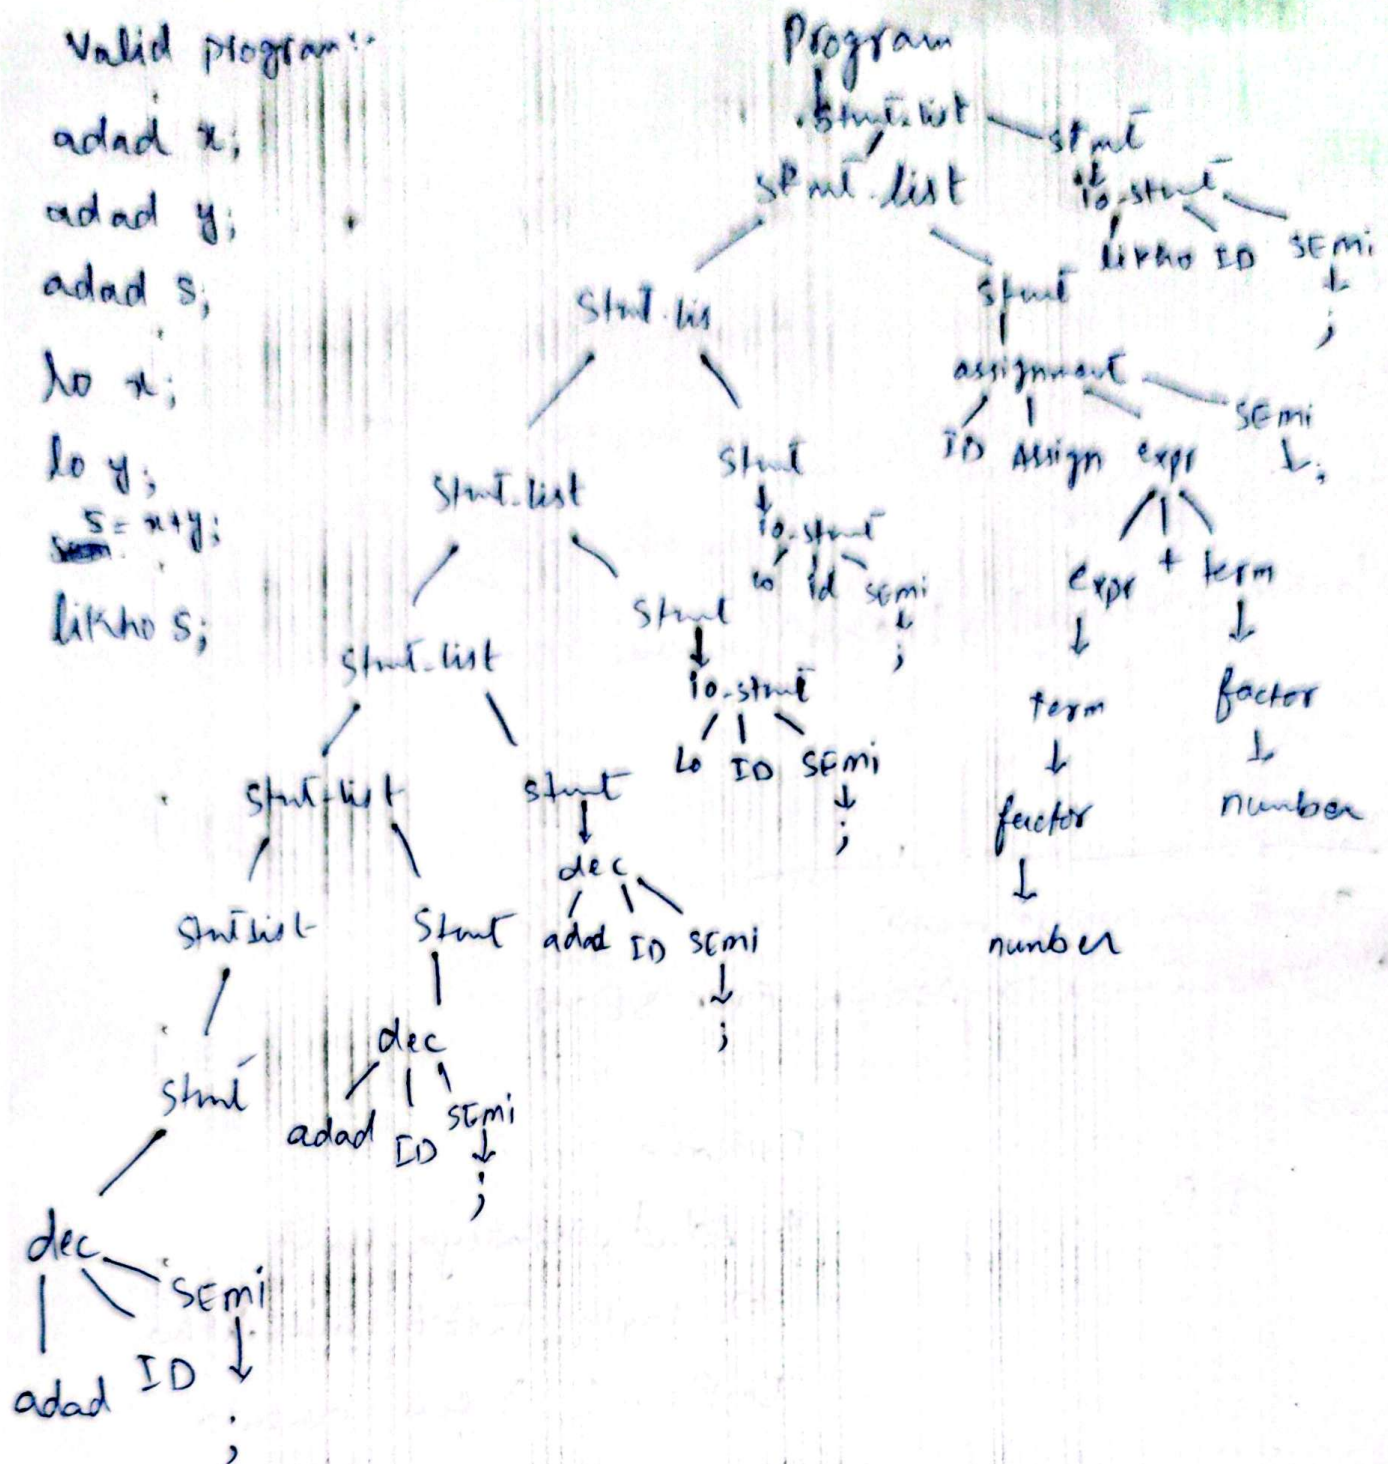 Valid program:-
adad x;
adad y;
adad s;
lo x;
lo y;
s = x+y;
likho s;
Program
Stmt-list
stmt
stmt-list
io-stmt
likho ID SEmi
;
Stmt-lis
stmt
assignment
ID Assign expr SEmi
;
expr + term
term
factor
factor
number
number
Stmt-list
Stmt
io-stmt
lo id SEmi
;
Stmt-list
Stmt
io-stmt
Lo ID SEmi
;
Stmt-list
stmt
dec
adad ID SEmi
;
StmtList
Stmt
dec
adad ID SEmi
;
Stmt
dec
adad ID SEmi
;